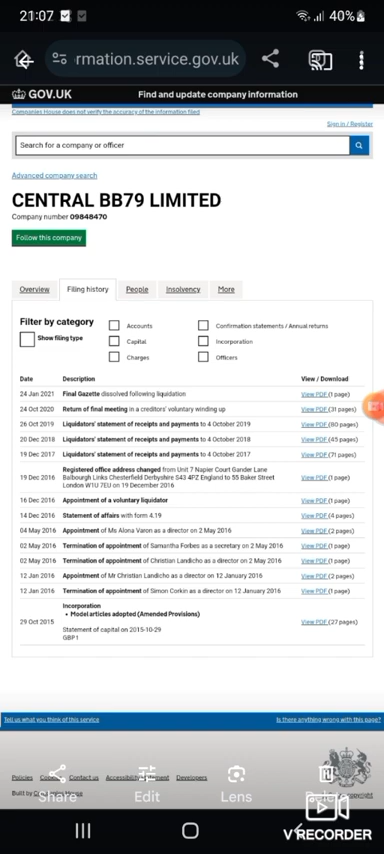 21:07
40%
rmation.service.gov.uk
GOV.UK Find and update company information
Companies House does not verify the accuracy of the information filed
Sign in / Register
Search for a company or officer
Advanced company search
CENTRAL BB79 LIMITED
Company number 09848470
Follow this company
Overview Filing history People Insolvency More
Filter by category
Show filing type
Accounts Confirmation statements / Annual returns
Capital Incorporation
Charges Officers
Date Description View / Download
24 Jan 2021 Final Gazette dissolved following liquidation View PDF (1 page)
24 Oct 2020 Return of final meeting in a creditors' voluntary winding up View PDF (31 pages)
26 Oct 2019 Liquidators' statement of receipts and payments to 4 October 2019 View PDF (80 pages)
20 Dec 2018 Liquidators' statement of receipts and payments to 4 October 2018 View PDF (45 pages)
19 Dec 2017 Liquidators' statement of receipts and payments to 4 October 2017 View PDF (71 pages)
19 Dec 2016 Registered office address changed from Unit 7 Napier Court Gander Lane
Balbourgh Links Chesterfield Derbyshire S43 4PZ England to 55 Baker Street
London W1U 7EU on 19 December 2016 View PDF (1 page)
16 Dec 2016 Appointment of a voluntary liquidator View PDF (1 page)
14 Dec 2016 Statement of affairs with form 4.19 View PDF (4 pages)
04 May 2016 Appointment of Ms Alona Varon as a director on 2 May 2016 View PDF (2 pages)
02 May 2016 Termination of appointment of Samantha Forbes as a secretary on 2 May 2016 View PDF (1 page)
02 May 2016 Termination of appointment of Christian Landicho as a director on 2 May 2016 View PDF (1 page)
12 Jan 2016 Appointment of Mr Christian Landicho as a director on 12 January 2016 View PDF (2 pages)
12 Jan 2016 Termination of appointment of Simon Corkin as a director on 12 January 2016 View PDF (1 page)
29 Oct 2015 Incorporation
• Model articles adopted (Amended Provisions)
Statement of capital on 2015-10-29
GBP 1 View PDF (27 pages)
Tell us what you think of this service Is there anything wrong with this page?
Policies Contact us Accessibility statement Developers
Built by Companies House
Share Edit Lens
V RECORDER